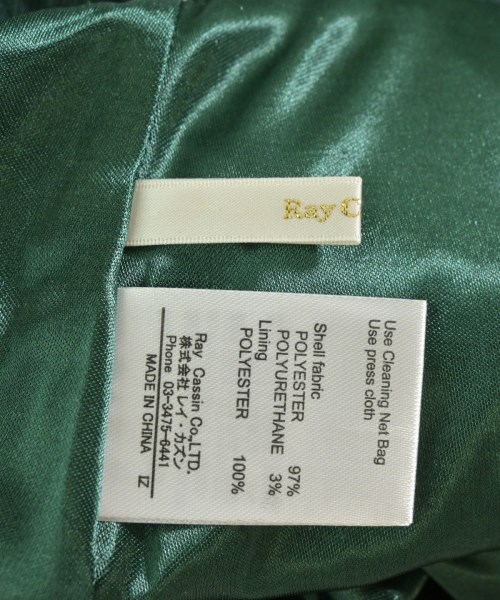 Ray C
Use Cleaning Net Bag
Use press cloth
Shell fabric
POLYESTER 97%
POLYURETHANE 3%
Lining
POLYESTER 100%
Ray Cassin Co,.LTD.
株式会社レイ・カズン
Phone 03-3475-6441
MADE IN CHINA IZ